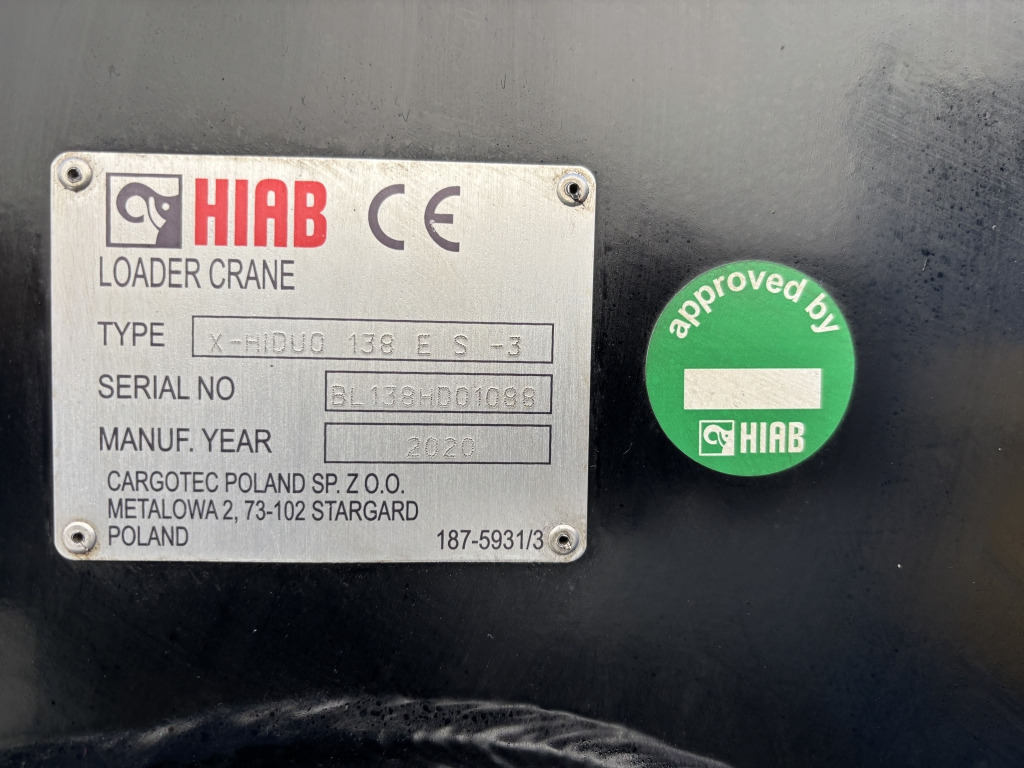 HIAB CE
LOADER CRANE
TYPE X-HIDUO 138 E S -3
SERIAL NO BL138HD01088
MANUF. YEAR 2020
CARGOTEC POLAND SP. Z O.O.
METALOWA 2, 73-102 STARGARD
POLAND 187-5931/3
approved by
HIAB